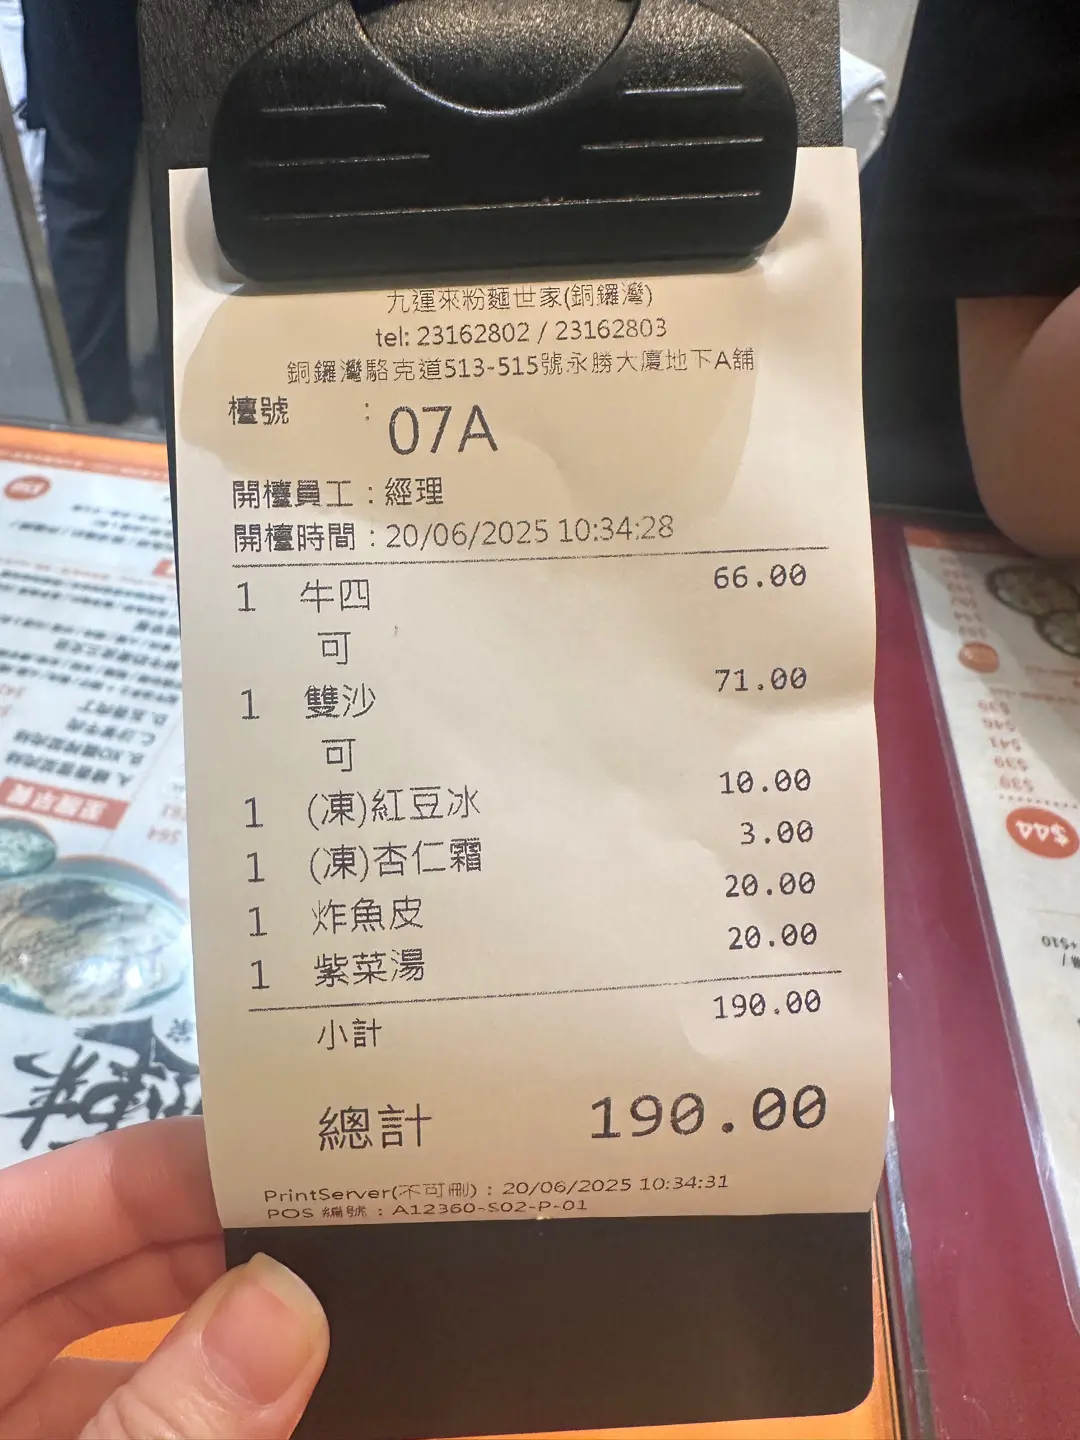 九運來粉麵世家(銅鑼灣)
tel: 23162802 / 23162803
銅鑼灣駱克道513-515號永勝大廈地下A舖
檯號 : 07A
開檯員工 : 經理
開檯時間 : 20/06/2025 10:34:28
1 牛四 66.00
可
1 雙沙 71.00
可
1 (凍)紅豆冰 10.00
1 (凍)杏仁霜 3.00
1 炸魚皮 20.00
1 紫菜湯 20.00
小計 190.00
總計 190.00
PrintServer(不可刪) : 20/06/2025 10:34:31
POS 編號 : A12360-S02-P-01
$44